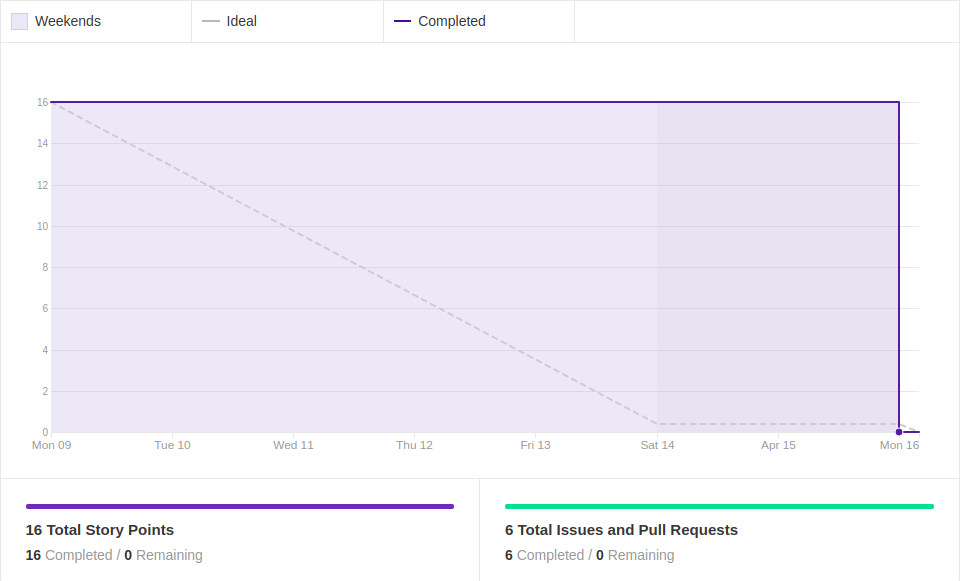 Weekends
Ideal
Completed
16
14
12
10
8
6
4
2
0
Mon 09 Tue 10 Wed 11 Thu 12 Fri 13 Sat 14 Apr 15 Mon 16
16 Total Story Points
16 Completed / 0 Remaining
6 Total Issues and Pull Requests
6 Completed / 0 Remaining